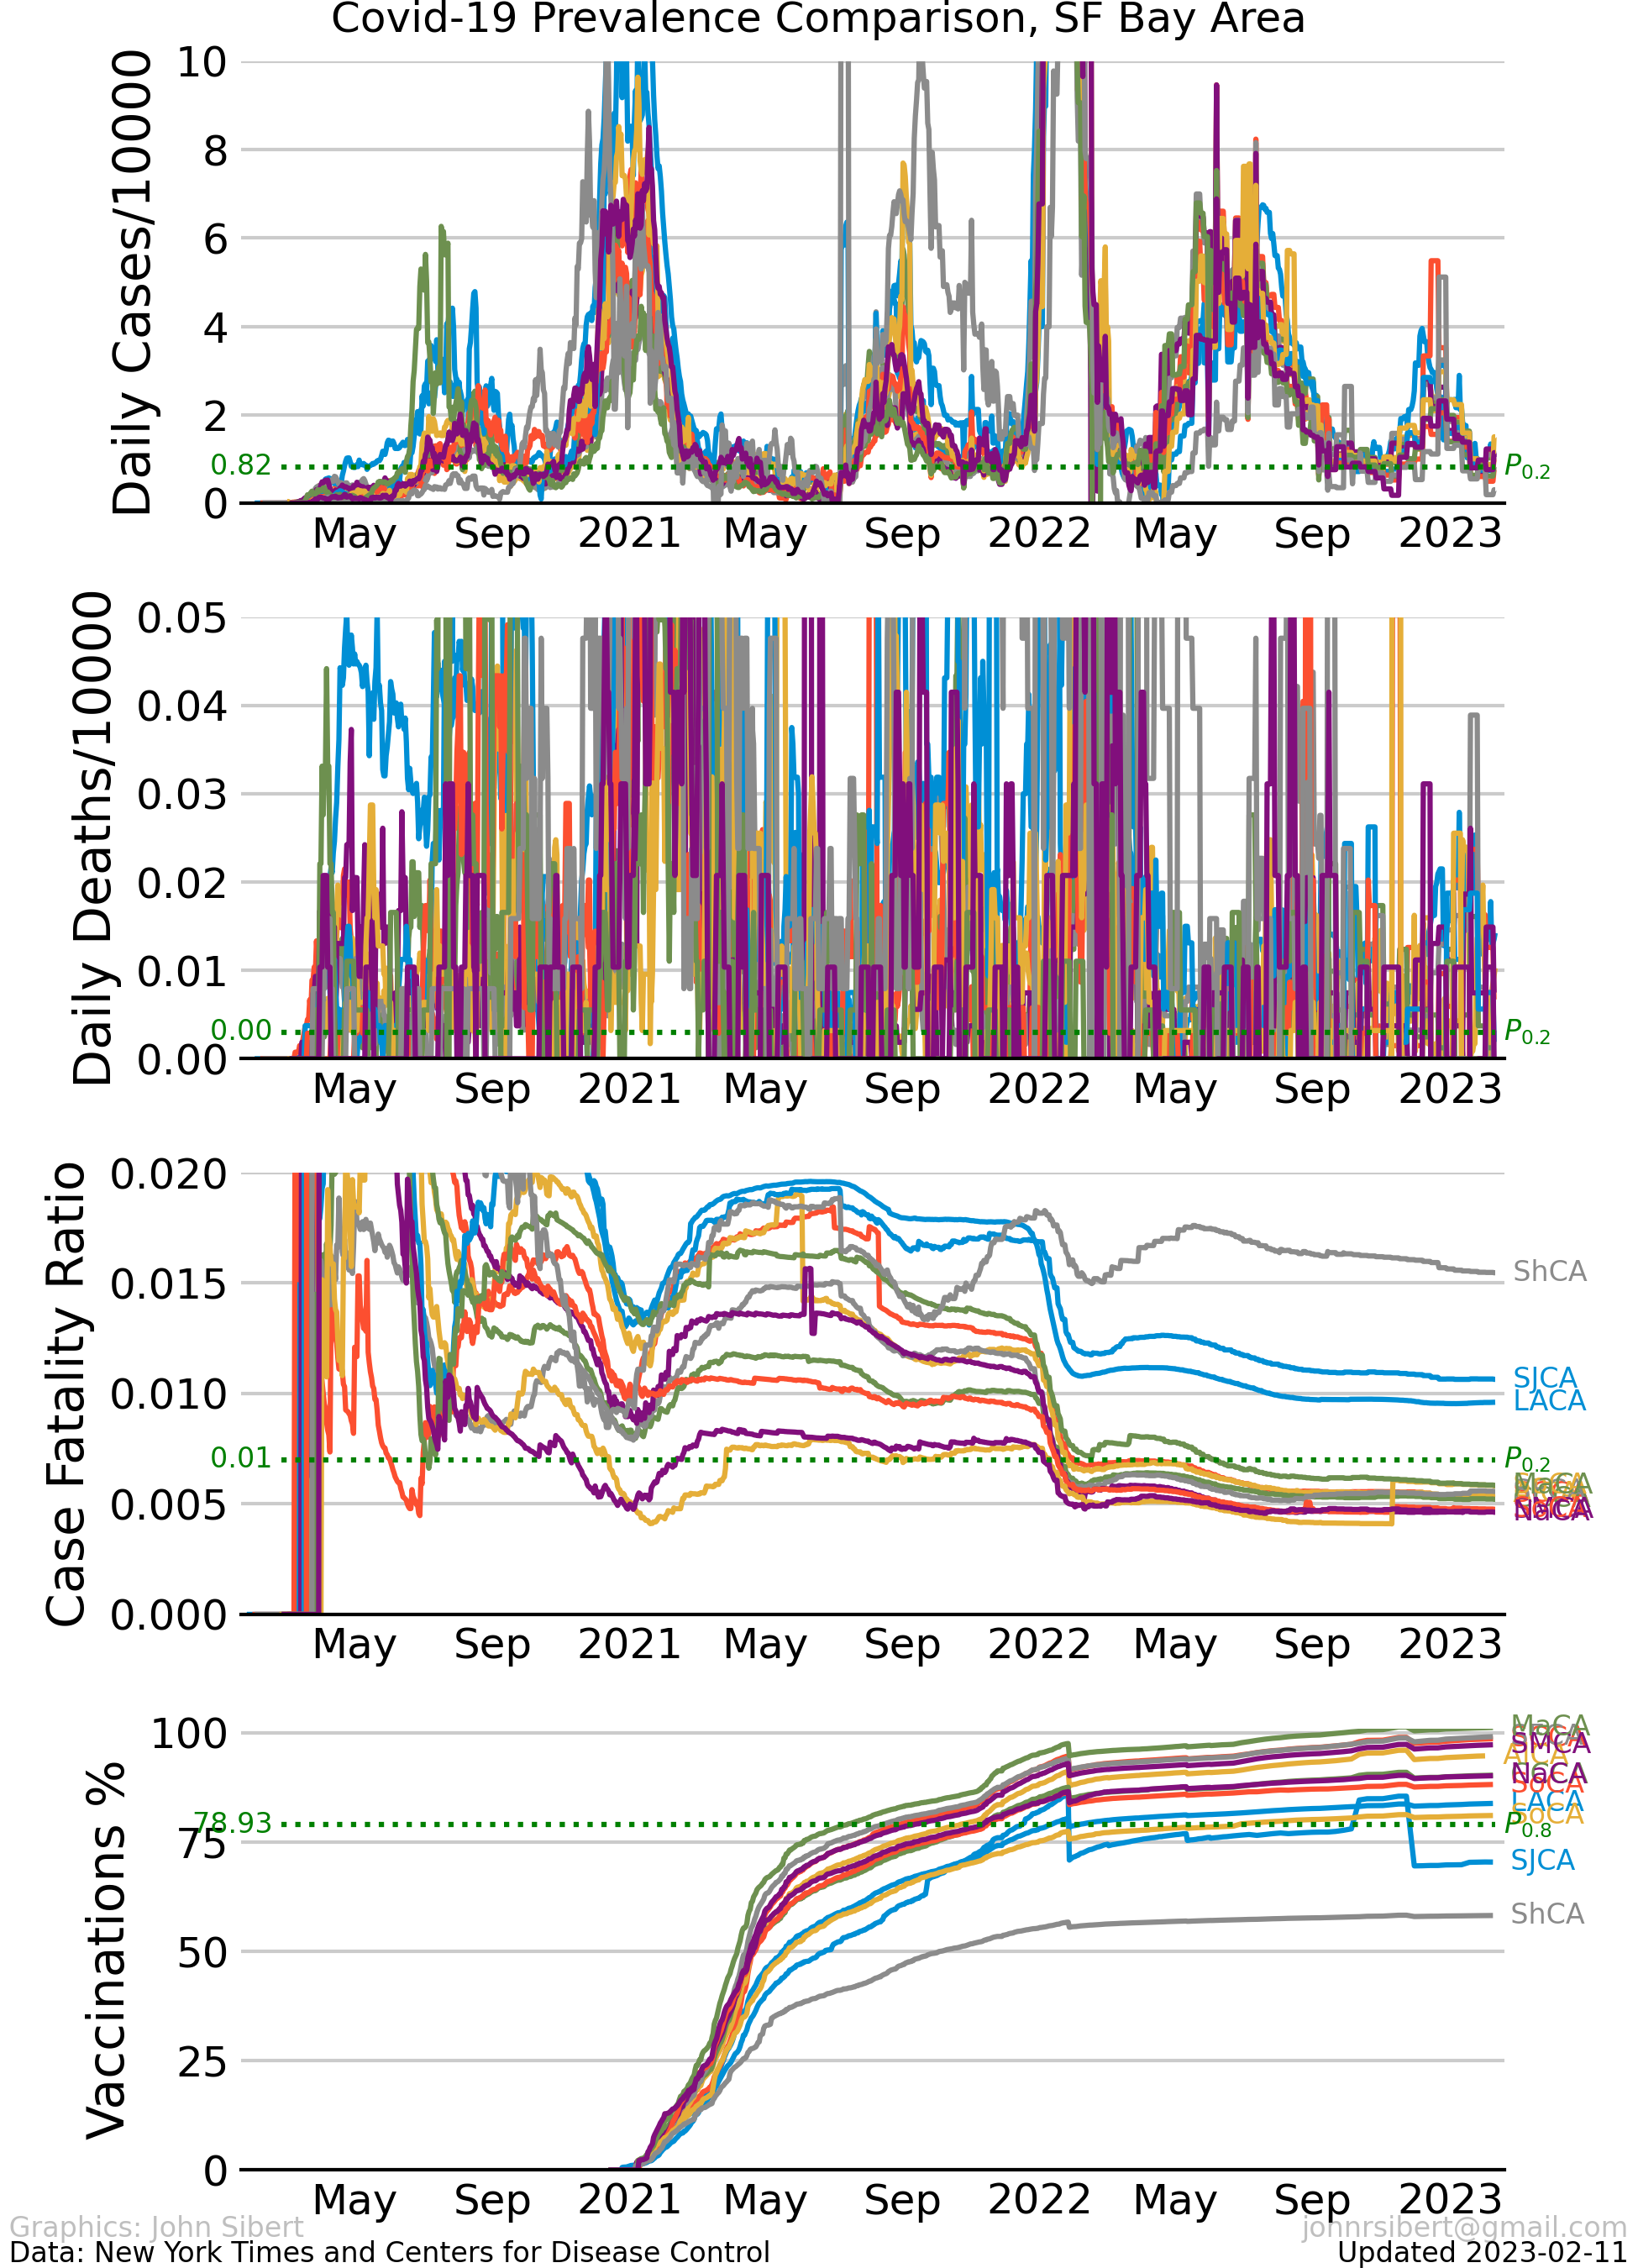 Covid-19 Prevalence Comparison, SF Bay Area
Daily Cases/10000
10
8
6
4
2
0
0.82
P0.2
May Sep 2021 May Sep 2022 May Sep 2023
Daily Deaths/10000
0.05
0.04
0.03
0.02
0.01
0.00
0.00
P0.2
May Sep 2021 May Sep 2022 May Sep 2023
Case Fatality Ratio
0.020
0.015
0.010
0.005
0.000
0.01
ShCA
SJCA
LACA
P0.2
MaCA
NaCA
May Sep 2021 May Sep 2022 May Sep 2023
Vaccinations %
100
75
50
25
0
78.93
MaCA
SMCA
AlCA
NaCA
SoCA
LACA
SoCA
P0.8
SJCA
ShCA
May Sep 2021 May Sep 2022 May Sep 2023
Graphics: John Sibert
johnrsibert@gmail.com
Data: New York Times and Centers for Disease Control
Updated 2023-02-11